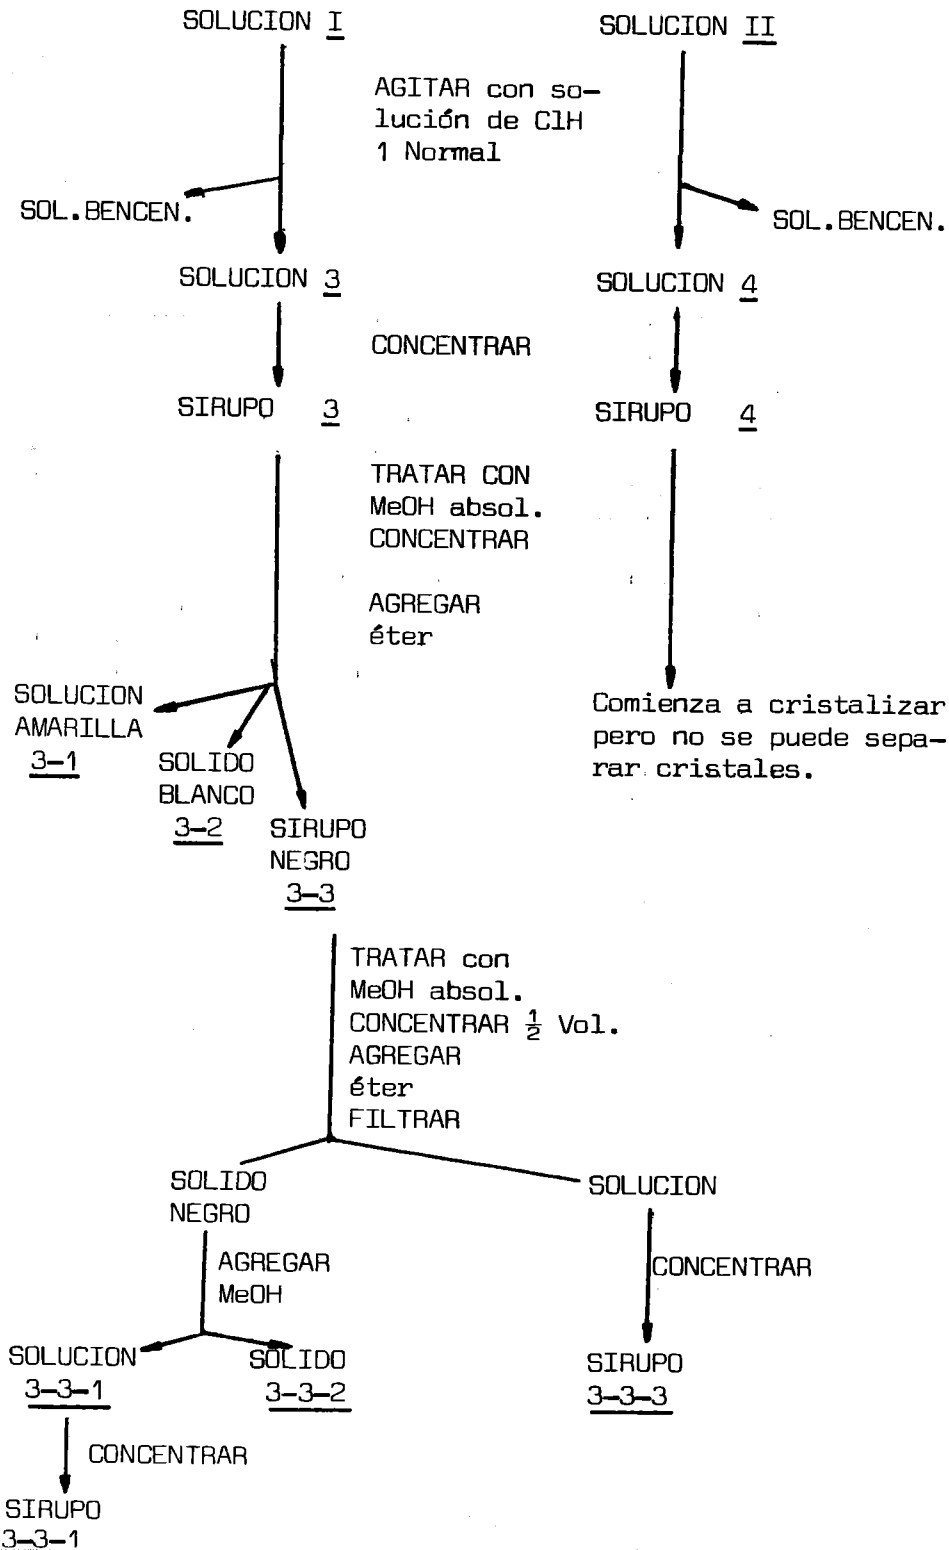 SOLUCION I
SOLUCION II
AGITAR con so-
lución de ClH
1 Normal
SOL.BENCEN.
SOL.BENCEN.
SOLUCION 3
SOLUCION 4
CONCENTRAR
SIRUPO 3
SIRUPO 4
TRATAR CON
MeOH absol.
CONCENTRAR
AGREGAR
éter
SOLUCION
AMARILLA
3-1
SOLIDO
BLANCO
3-2
SIRUPO
NEGRO
3-3
Comienza a cristalizar
pero no se puede sepa-
rar cristales.
TRATAR con
MeOH absol.
CONCENTRAR ½ Vol.
AGREGAR
éter
FILTRAR
SOLIDO
NEGRO
SOLUCION
AGREGAR
MeOH
CONCENTRAR
SOLUCION
3-3-1
SOLIDO
3-3-2
SIRUPO
3-3-3
CONCENTRAR
SIRUPO
3-3-1